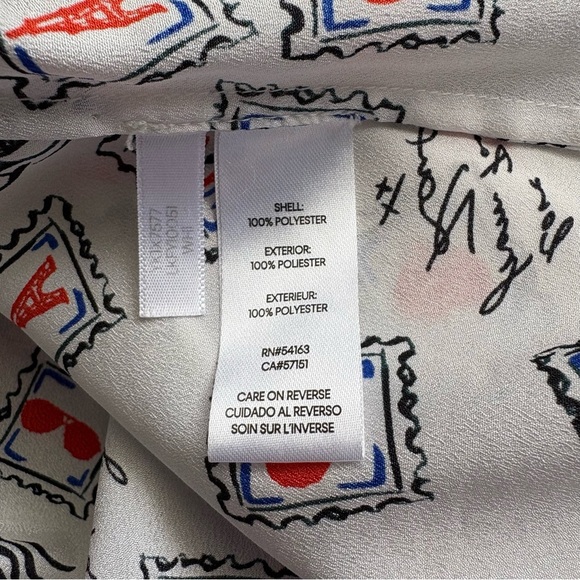 SHELL:
100% POLYESTER
EXTERIOR:
100% POLIESTER
EXTERIEUR:
100% POLYESTER
RN#54163
CA#57151
CARE ON REVERSE
CUIDADO AL REVERSO
SOIN SUR L'INVERSE